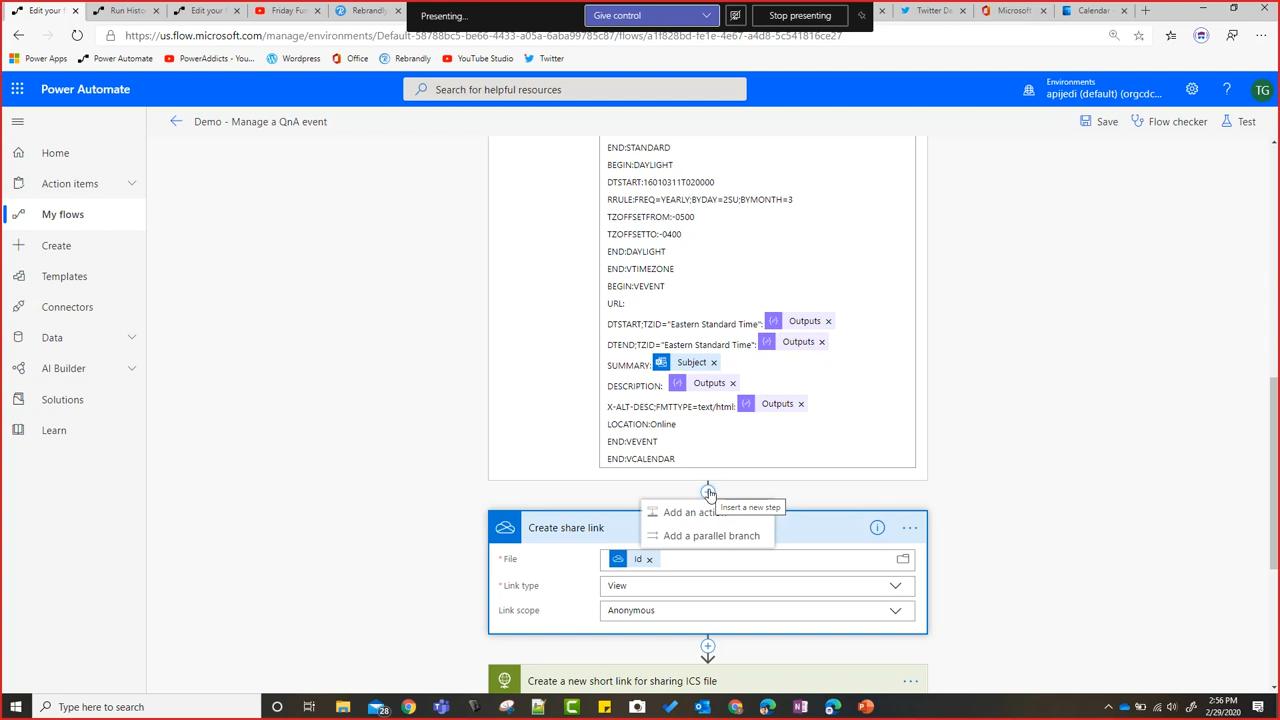 Edit your f
Run Histo
Edit your f
Friday Fun
Rebrandly
Presenting...
Give control
Stop presenting
Twitter De
Microsoft
Calendar -
https://us.flow.microsoft.com/manage/environments/Default-58788bc5-be66-4433-a05a-6aba99785c87/flows/a1f828bd-fe1e-4e67-a4d8-5c541816ce27
Power Apps
Power Automate
PowerAddicts - You...
Wordpress
Office
Rebrandly
YouTube Studio
Twitter
Power Automate
Search for helpful resources
Environments
apijedi (default) (orgcdc...
?
TG
Demo - Manage a QnA event
Save
Flow checker
Test
Home
Action items
My flows
Create
Templates
Connectors
Data
AI Builder
Solutions
Learn
END:STANDARD
BEGIN:DAYLIGHT
DTSTART:16010311T020000
RRULE:FREQ=YEARLY;BYDAY=2SU;BYMONTH=3
TZOFFSETFROM:-0500
TZOFFSETTO:-0400
END:DAYLIGHT
END:VTIMEZONE
BEGIN:VEVENT
URL:
DTSTART;TZID="Eastern Standard Time": Outputs
DTEND;TZID="Eastern Standard Time": Outputs
SUMMARY: Subject
DESCRIPTION: Outputs
X-ALT-DESC;FMTTYPE=text/html: Outputs
LOCATION:Online
END:VEVENT
END:VCALENDAR
Insert a new step
Add an acti
Add a parallel branch
Create share link
* File Id
* Link type View
Link scope Anonymous
Create a new short link for sharing ICS file
Type here to search
28
2:56 PM
2/29/2020